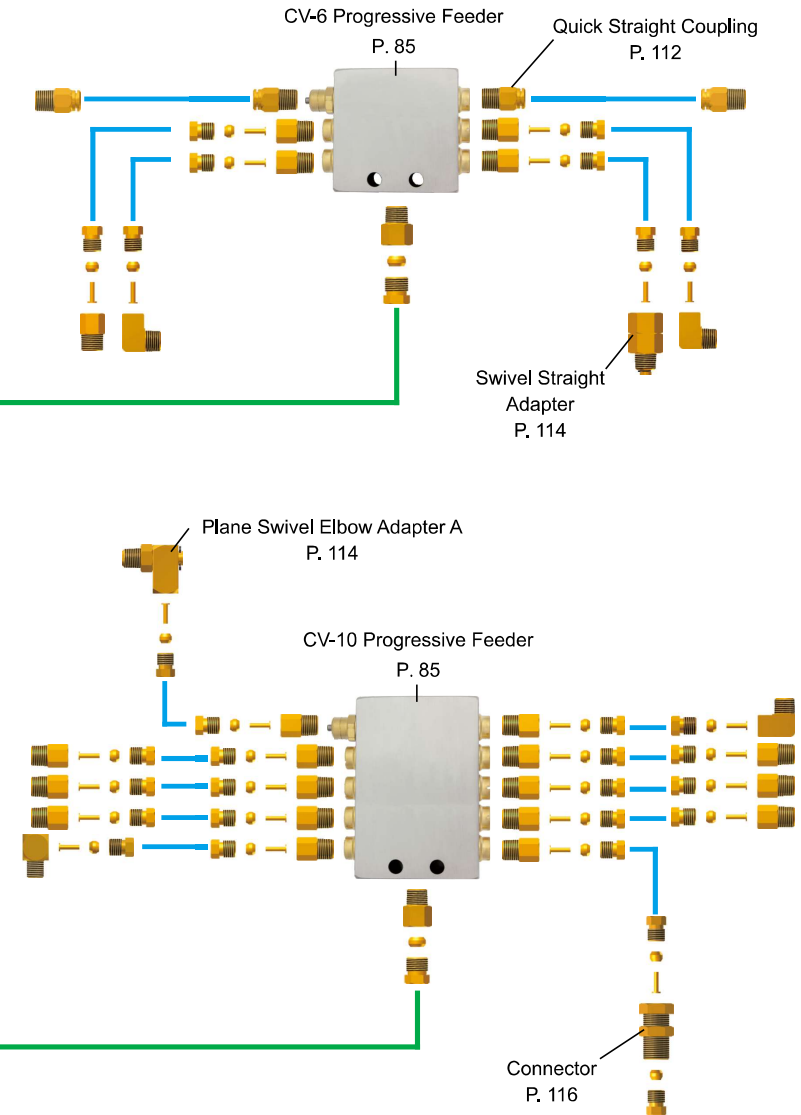 CV-6 Progressive Feeder
P. 85
Quick Straight Coupling
P. 112
Swivel Straight
Adapter
P. 114
Plane Swivel Elbow Adapter A
P. 114
CV-10 Progressive Feeder
P. 85
Connector
P. 116